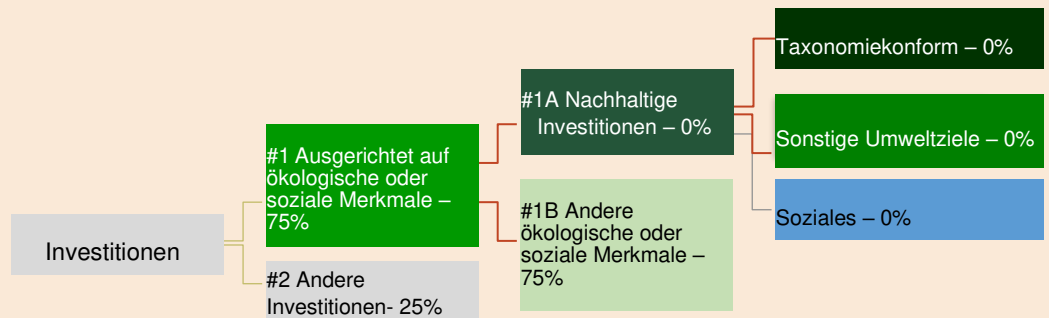 Investitionen
#1 Ausgerichtet auf
ökologische oder
soziale Merkmale –
75%
#2 Andere
Investitionen- 25%
#1A Nachhaltige
Investitionen – 0%
#1B Andere
ökologische oder
soziale Merkmale –
75%
Taxonomiekonform – 0%
Sonstige Umweltziele – 0%
Soziales – 0%